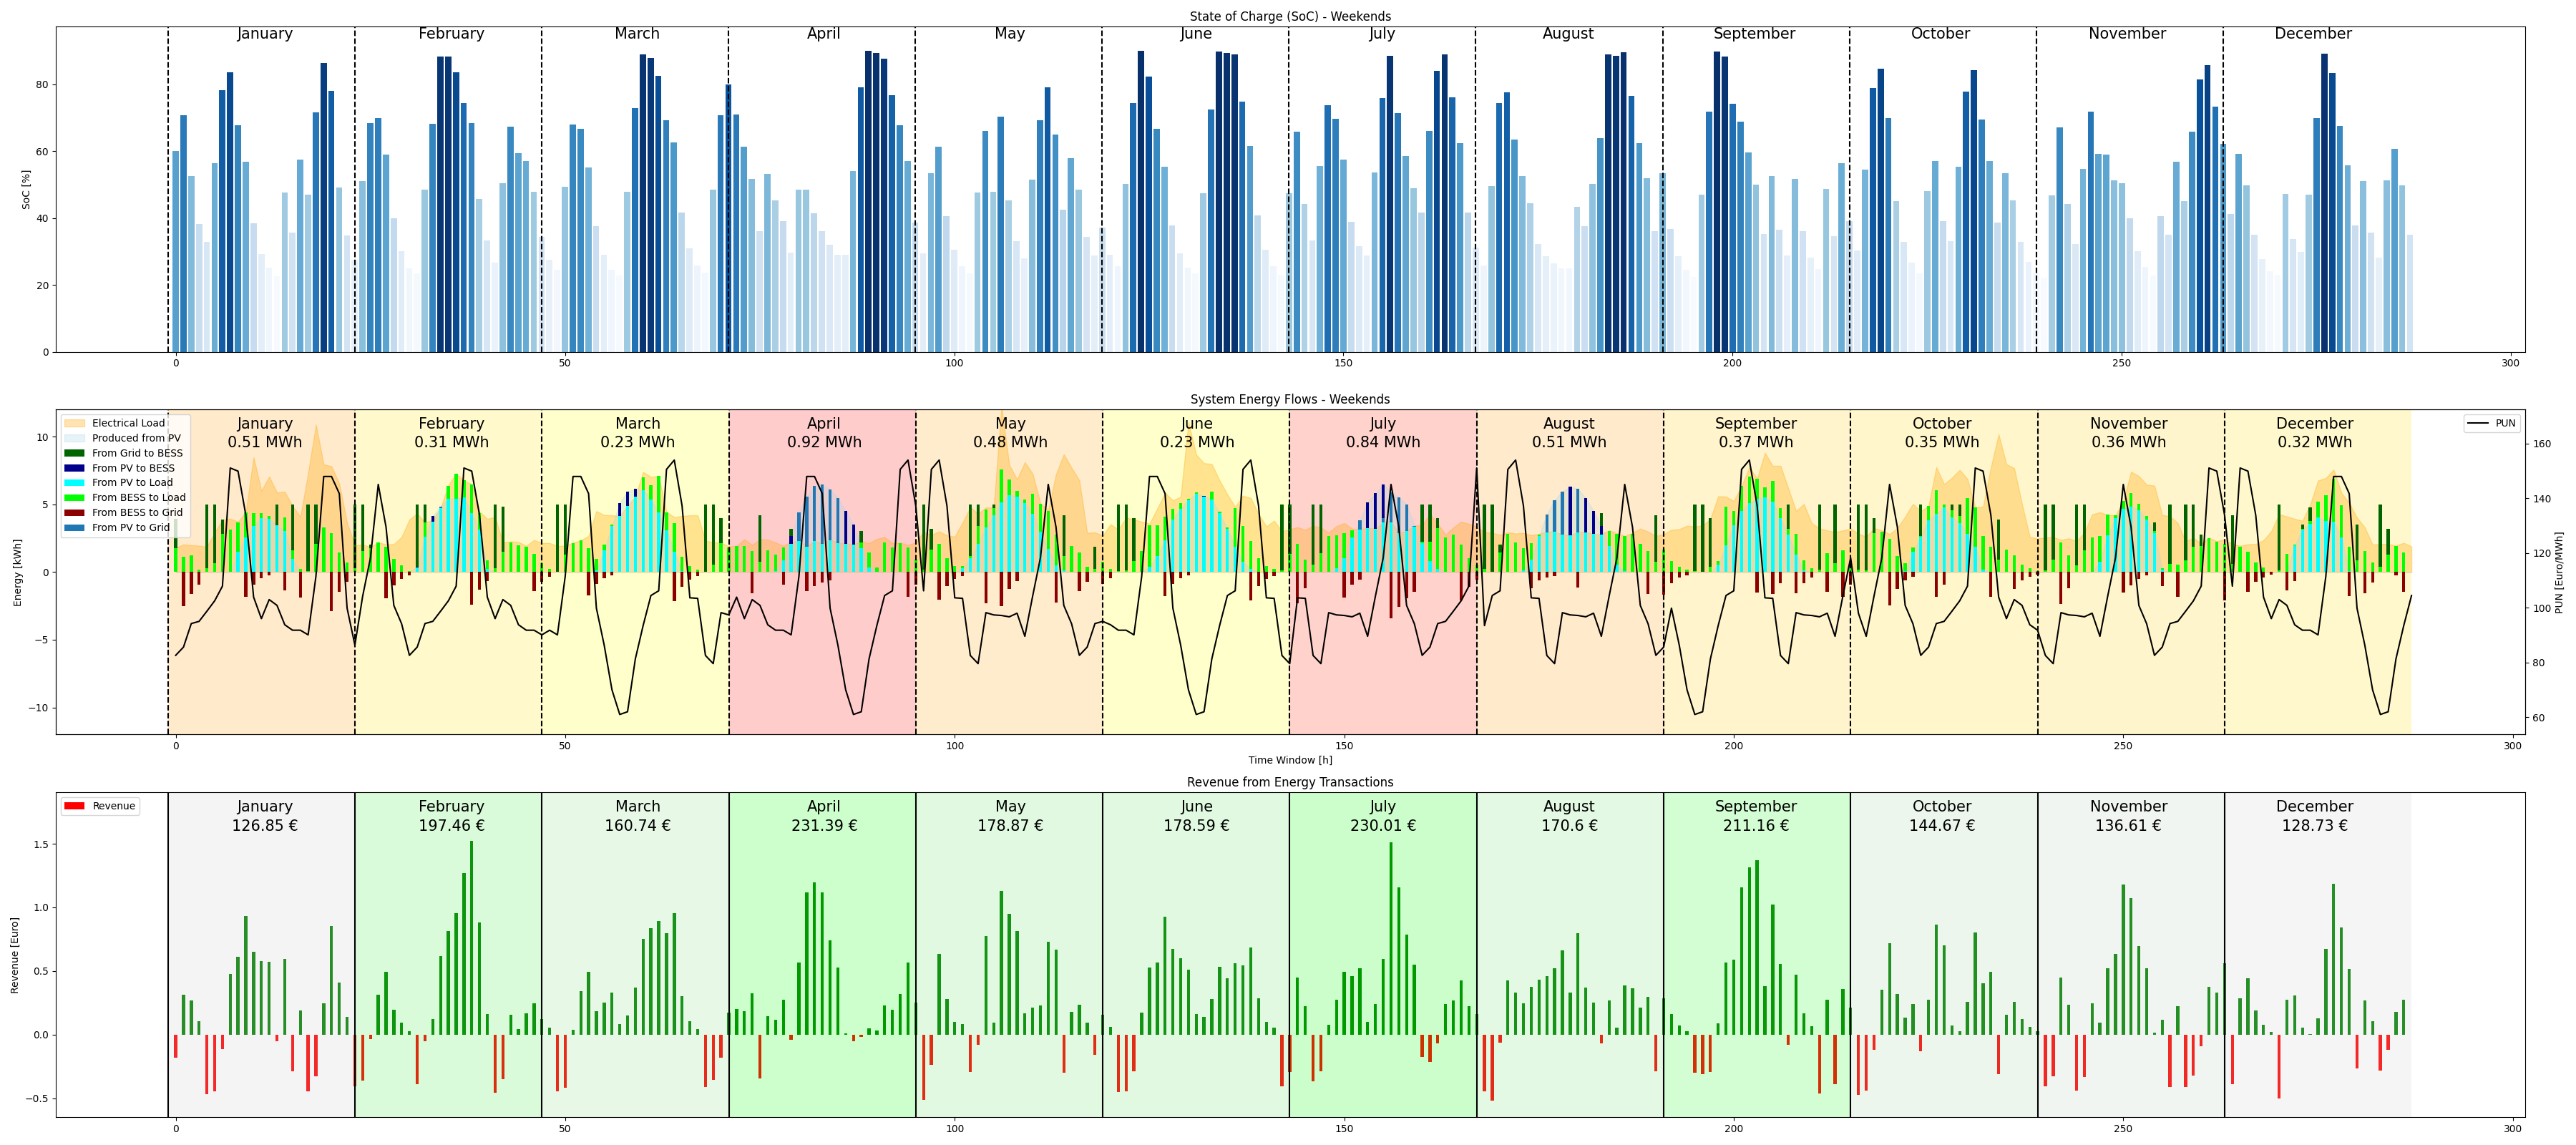 State of Charge (SoC) - Weekends
January February March April May June July August September October November December
SoC [%]
80
60
40
20
0
0 50 100 150 200 250 300
System Energy Flows - Weekends
Electrical Load
Produced from PV
From Grid to BESS
From PV to BESS
From PV to Load
From BESS to Load
From BESS to Grid
From PV to Grid
January February March April May June July August September October November December
0.51 MWh 0.31 MWh 0.23 MWh 0.92 MWh 0.48 MWh 0.23 MWh 0.84 MWh 0.51 MWh 0.37 MWh 0.35 MWh 0.36 MWh 0.32 MWh
PUN
Energy [kWh]
10
5
0
−5
−10
160
140
120
100
80
60
PUN [Euro/MWh]
0 50 100 150 200 250 300
Time Window [h]
Revenue from Energy Transactions
Revenue
January February March April May June July August September October November December
126.85 € 197.46 € 160.74 € 231.39 € 178.87 € 178.59 € 230.01 € 170.6 € 211.16 € 144.67 € 136.61 € 128.73 €
Revenue [Euro]
1.5
1.0
0.5
0.0
−0.5
0 50 100 150 200 250 300